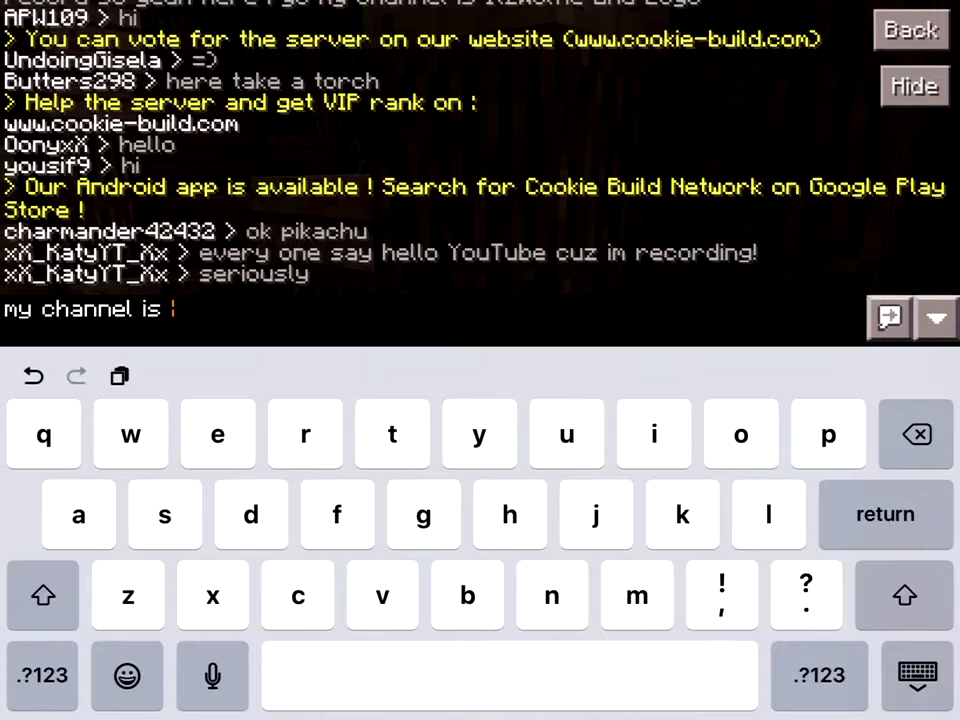 APW109 > hi
> You can vote for the server on our website (www.cookie-build.com)
UndoingGisela > =)
Butters298 > here take a torch
> Help the server and get VIP rank on :
www.cookie-build.com
OonyxX > hello
yousif9 > hi
> Our Android app is available ! Search for Cookie Build Network on Google Play
Store !
charmander42432 > ok pikachu
xX_KatyYT_Xx > every one say hello YouTube cuz im recording!
xX_KatyYT_Xx > seriously
my channel is
Back
Hide
q w e r t y u i o p
a s d f g h j k l return
z x c v b n m ! , ? .
.?123 .?123